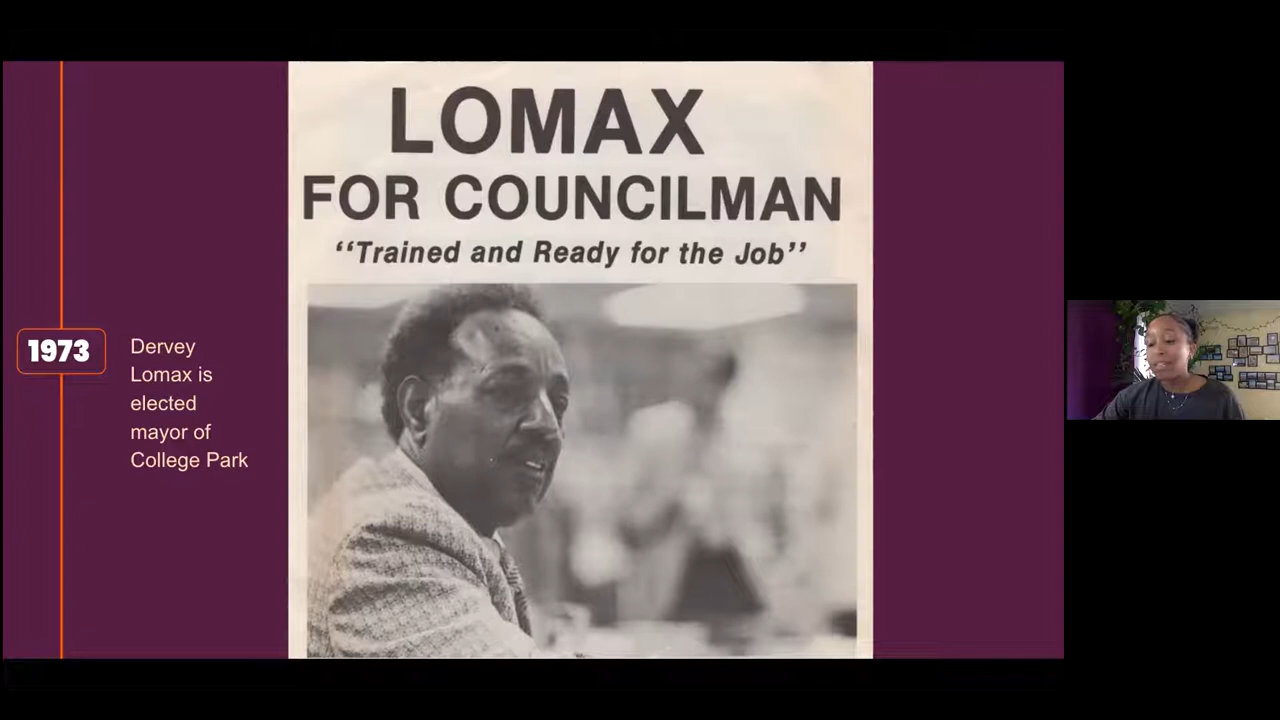 LOMAX
FOR COUNCILMAN
‘‘Trained and Ready for the Job’’
1973
Dervey
Lomax is
elected
mayor of
College Park